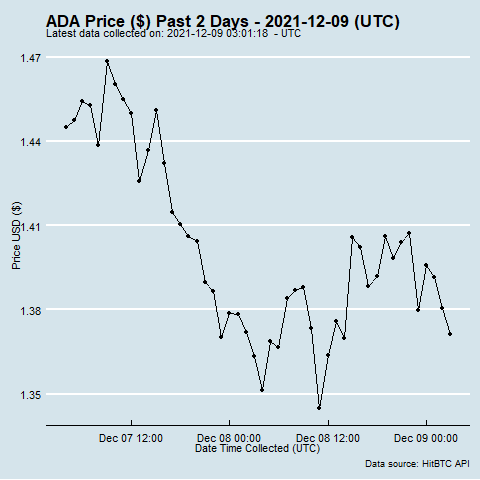 ADA Price ($) Past 2 Days - 2021-12-09 (UTC)
Latest data collected on: 2021-12-09 03:01:18 - UTC
1.47
1.44
1.41
1.38
1.35
Price USD ($)
Dec 07 12:00 Dec 08 00:00 Dec 08 12:00 Dec 09 00:00
Date Time Collected (UTC)
Data source: HitBTC API